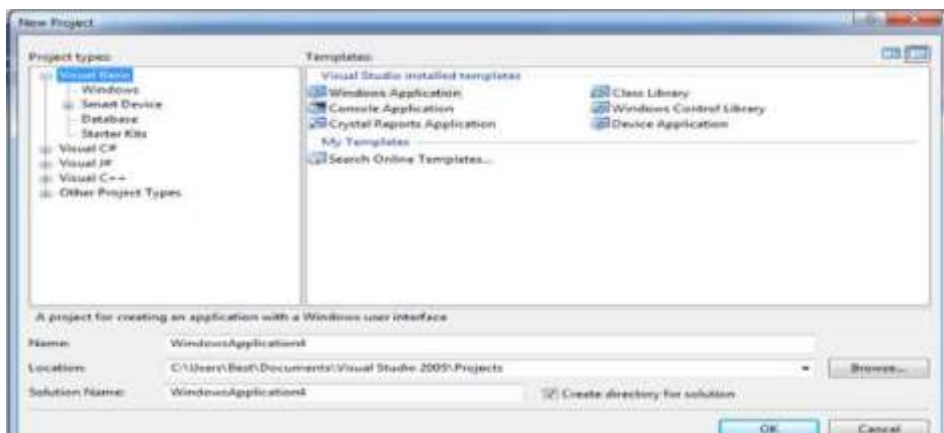 New Project
Project types:
Templates:
Visual Basic
Windows
Smart Device
Database
Starter Kits
Visual C#
Visual J#
Visual C++
Other Project Types
Visual Studio installed templates
Windows Application
Class Library
Console Application
Windows Control Library
Crystal Reports Application
Device Application
My Templates
Search Online Templates...
A project for creating an application with a Windows user interface
Name:
WindowsApplication4
Location:
C:\Users\Best\Documents\Visual Studio 2005\Projects
Browse...
Solution Name:
WindowsApplication4
Create directory for solution
OK
Cancel